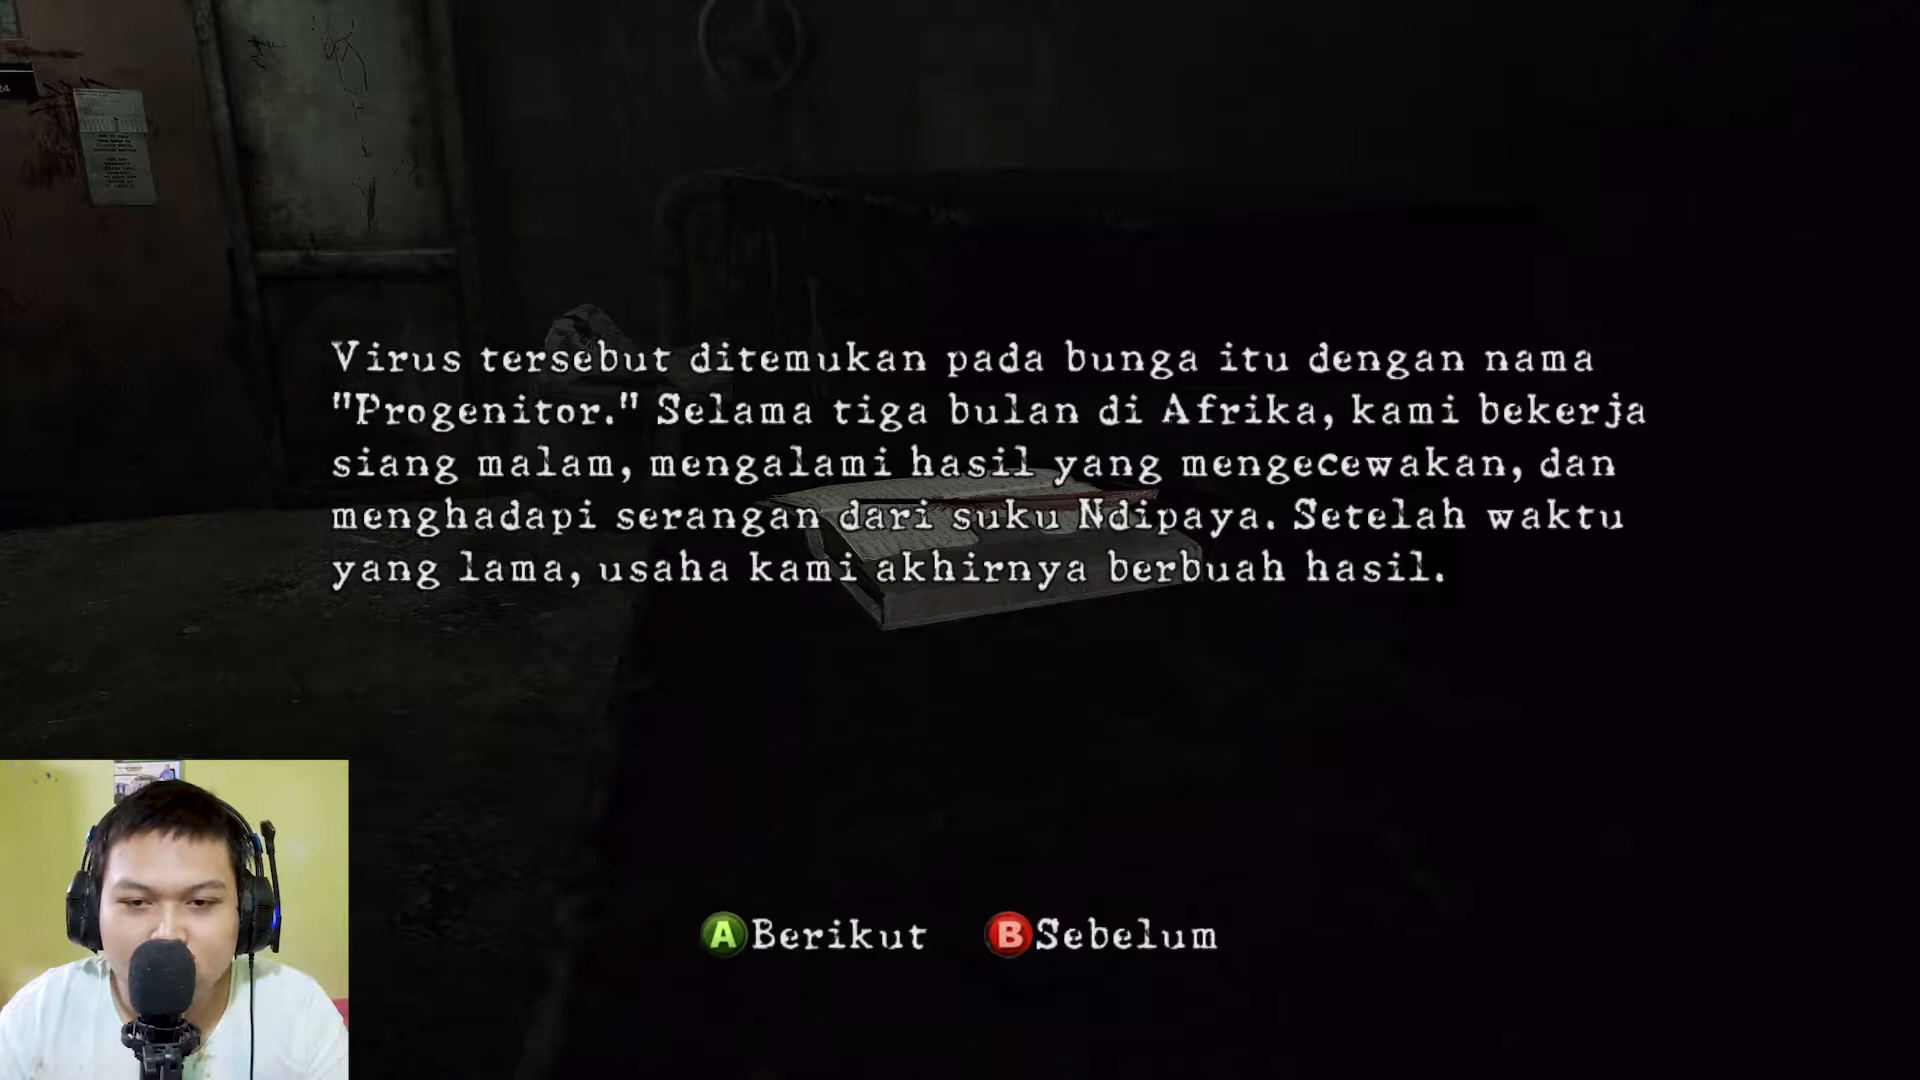 Virus tersebut ditemukan pada bunga itu dengan nama
"Progenitor." Selama tiga bulan di Afrika, kami bekerja
siang malam, mengalami hasil yang mengecewakan, dan
menghadapi serangan dari suku Ndipaya. Setelah waktu
yang lama, usaha kami akhirnya berbuah hasil.
A Berikut B Sebelum